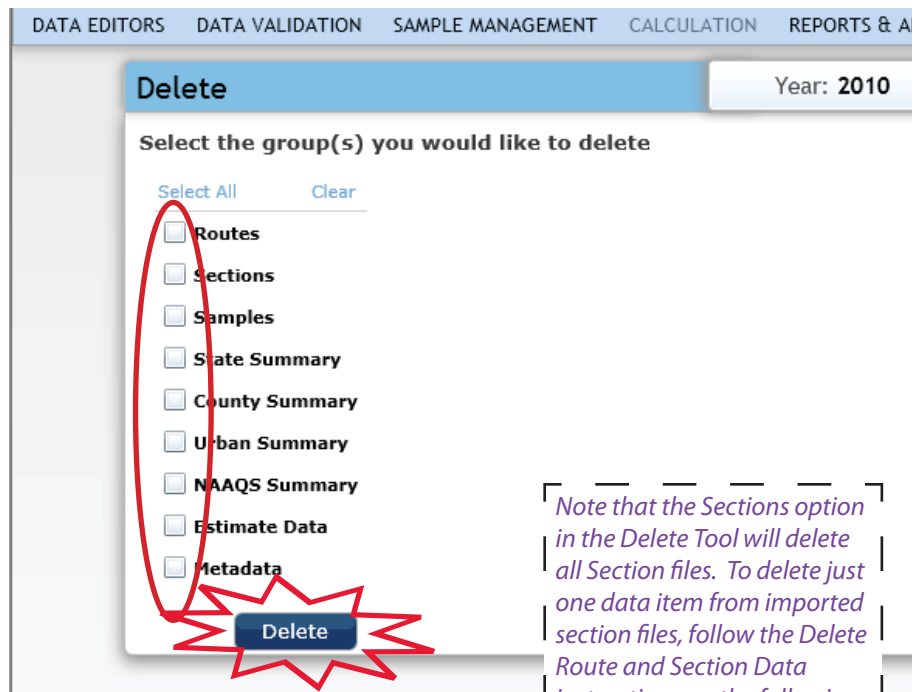 DATA EDITORS DATA VALIDATION SAMPLE MANAGEMENT CALCULATION REPORTS &
Delete
Year: 2010
Select the group(s) you would like to delete
Select All Clear
Routes
Sections
Samples
State Summary
County Summary
Urban Summary
NAAQS Summary
Estimate Data
Metadata
Delete
Note that the Sections option
in the Delete Tool will delete
all Section files. To delete just
one data item from imported
section files, follow the Delete
Route and Section Data